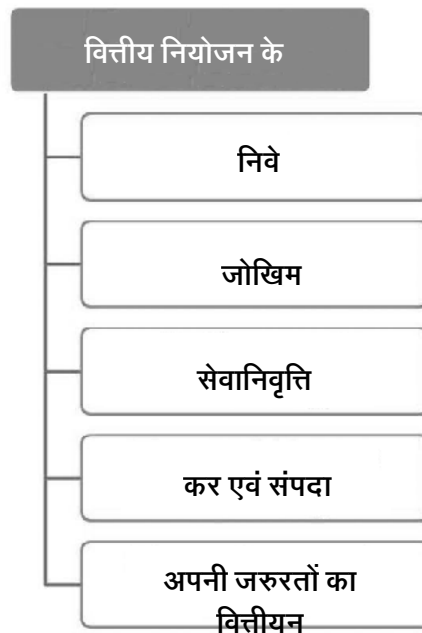 वित्तीय नियोजन के
निवे
जोखिम
सेवानिवृत्ति
कर एवं संपदा
अपनी जरुरतों का
वित्तीयन